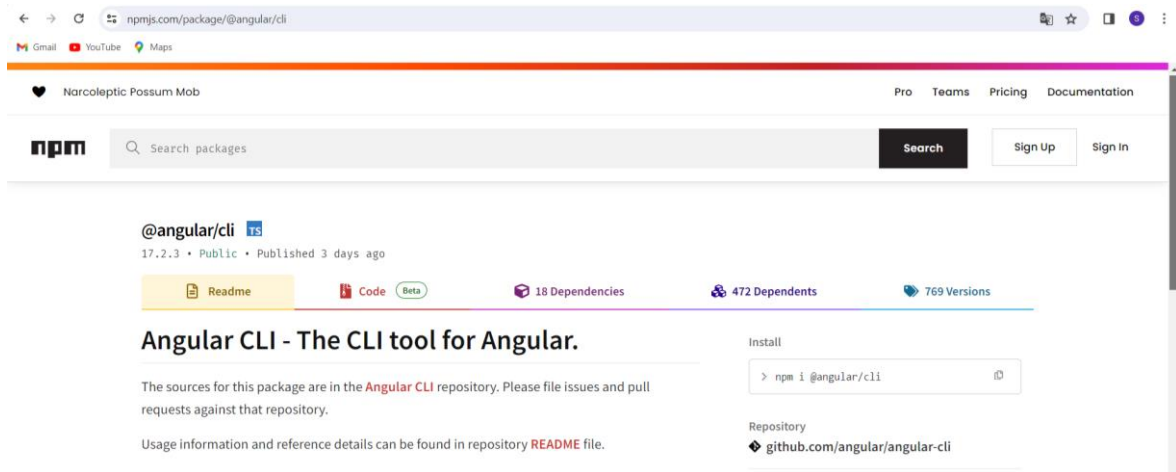 npmjs.com/package/@angular/cli
S
Gmail YouTube Maps
Narcoleptic Possum Mob Pro Teams Pricing Documentation
npm Search packages Search Sign Up Sign In
@angular/cli TS
17.2.3 • Public • Published 3 days ago
Readme Code Beta 18 Dependencies 472 Dependents 769 Versions
Angular CLI - The CLI tool for Angular.
Install
The sources for this package are in the Angular CLI repository. Please file issues and pull
> npm i @angular/cli
requests against that repository.
Repository
Usage information and reference details can be found in repository README file.
github.com/angular/angular-cli